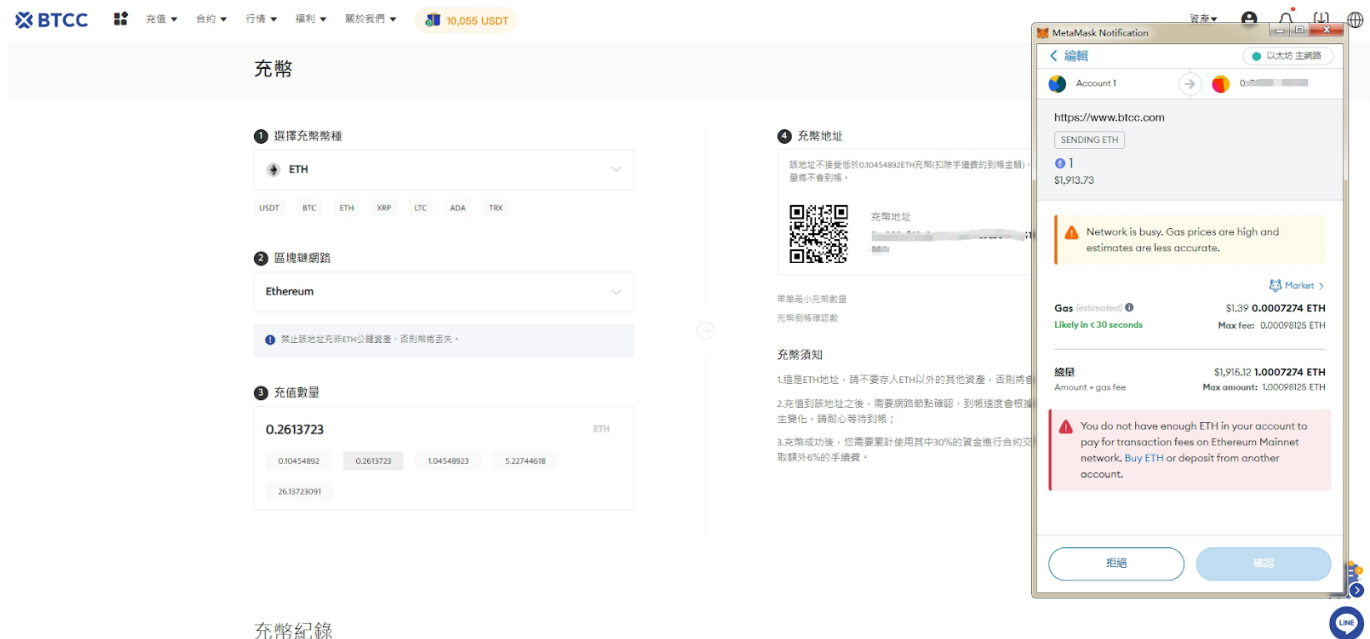 BTCC
充值
合約
行情
福利
關於我們
10,055 USDT
資產
充幣
1 選擇充幣幣種
ETH
USDT BTC ETH XRP LTC ADA TRX
2 區塊鏈網路
Ethereum
禁止該地址充非ETH公鏈資產，否則幣將丟失。
3 充值數量
0.2613723 ETH
0.10454892 0.2613723 1.04548923 5.22744618
26.13723091
充幣紀錄
4 充幣地址
該地址不接受低於0.10454892ETH充幣(扣除手續費的到帳金額)，
量將不會到帳。
充幣地址
單筆最小充幣數量
充幣到帳確認數
充幣須知
1.這是ETH地址，請不要存入ETH以外的其他資產，否則將會
2.充值到該地址之後，需要網路節點確認，到帳速度會根據
生變化，請耐心等待到帳；
3.充幣成功後，您需要累計使用其中30%的資金進行合約交
取額外6%的手續費。
MetaMask Notification
編輯
以太坊 主網路
Account 1
https://www.btcc.com
SENDING ETH
1
$1,913.73
Network is busy. Gas prices are high and
estimates are less accurate.
Market
Gas (estimated) $1.39 0.0007274 ETH
Likely in < 30 seconds Max fee: 0.00098125 ETH
總量 $1,915.12 1.0007274 ETH
Amount + gas fee Max amount: 1.00098125 ETH
You do not have enough ETH in your account to
pay for transaction fees on Ethereum Mainnet
network. Buy ETH or deposit from another
account.
拒絕
確認
LINE